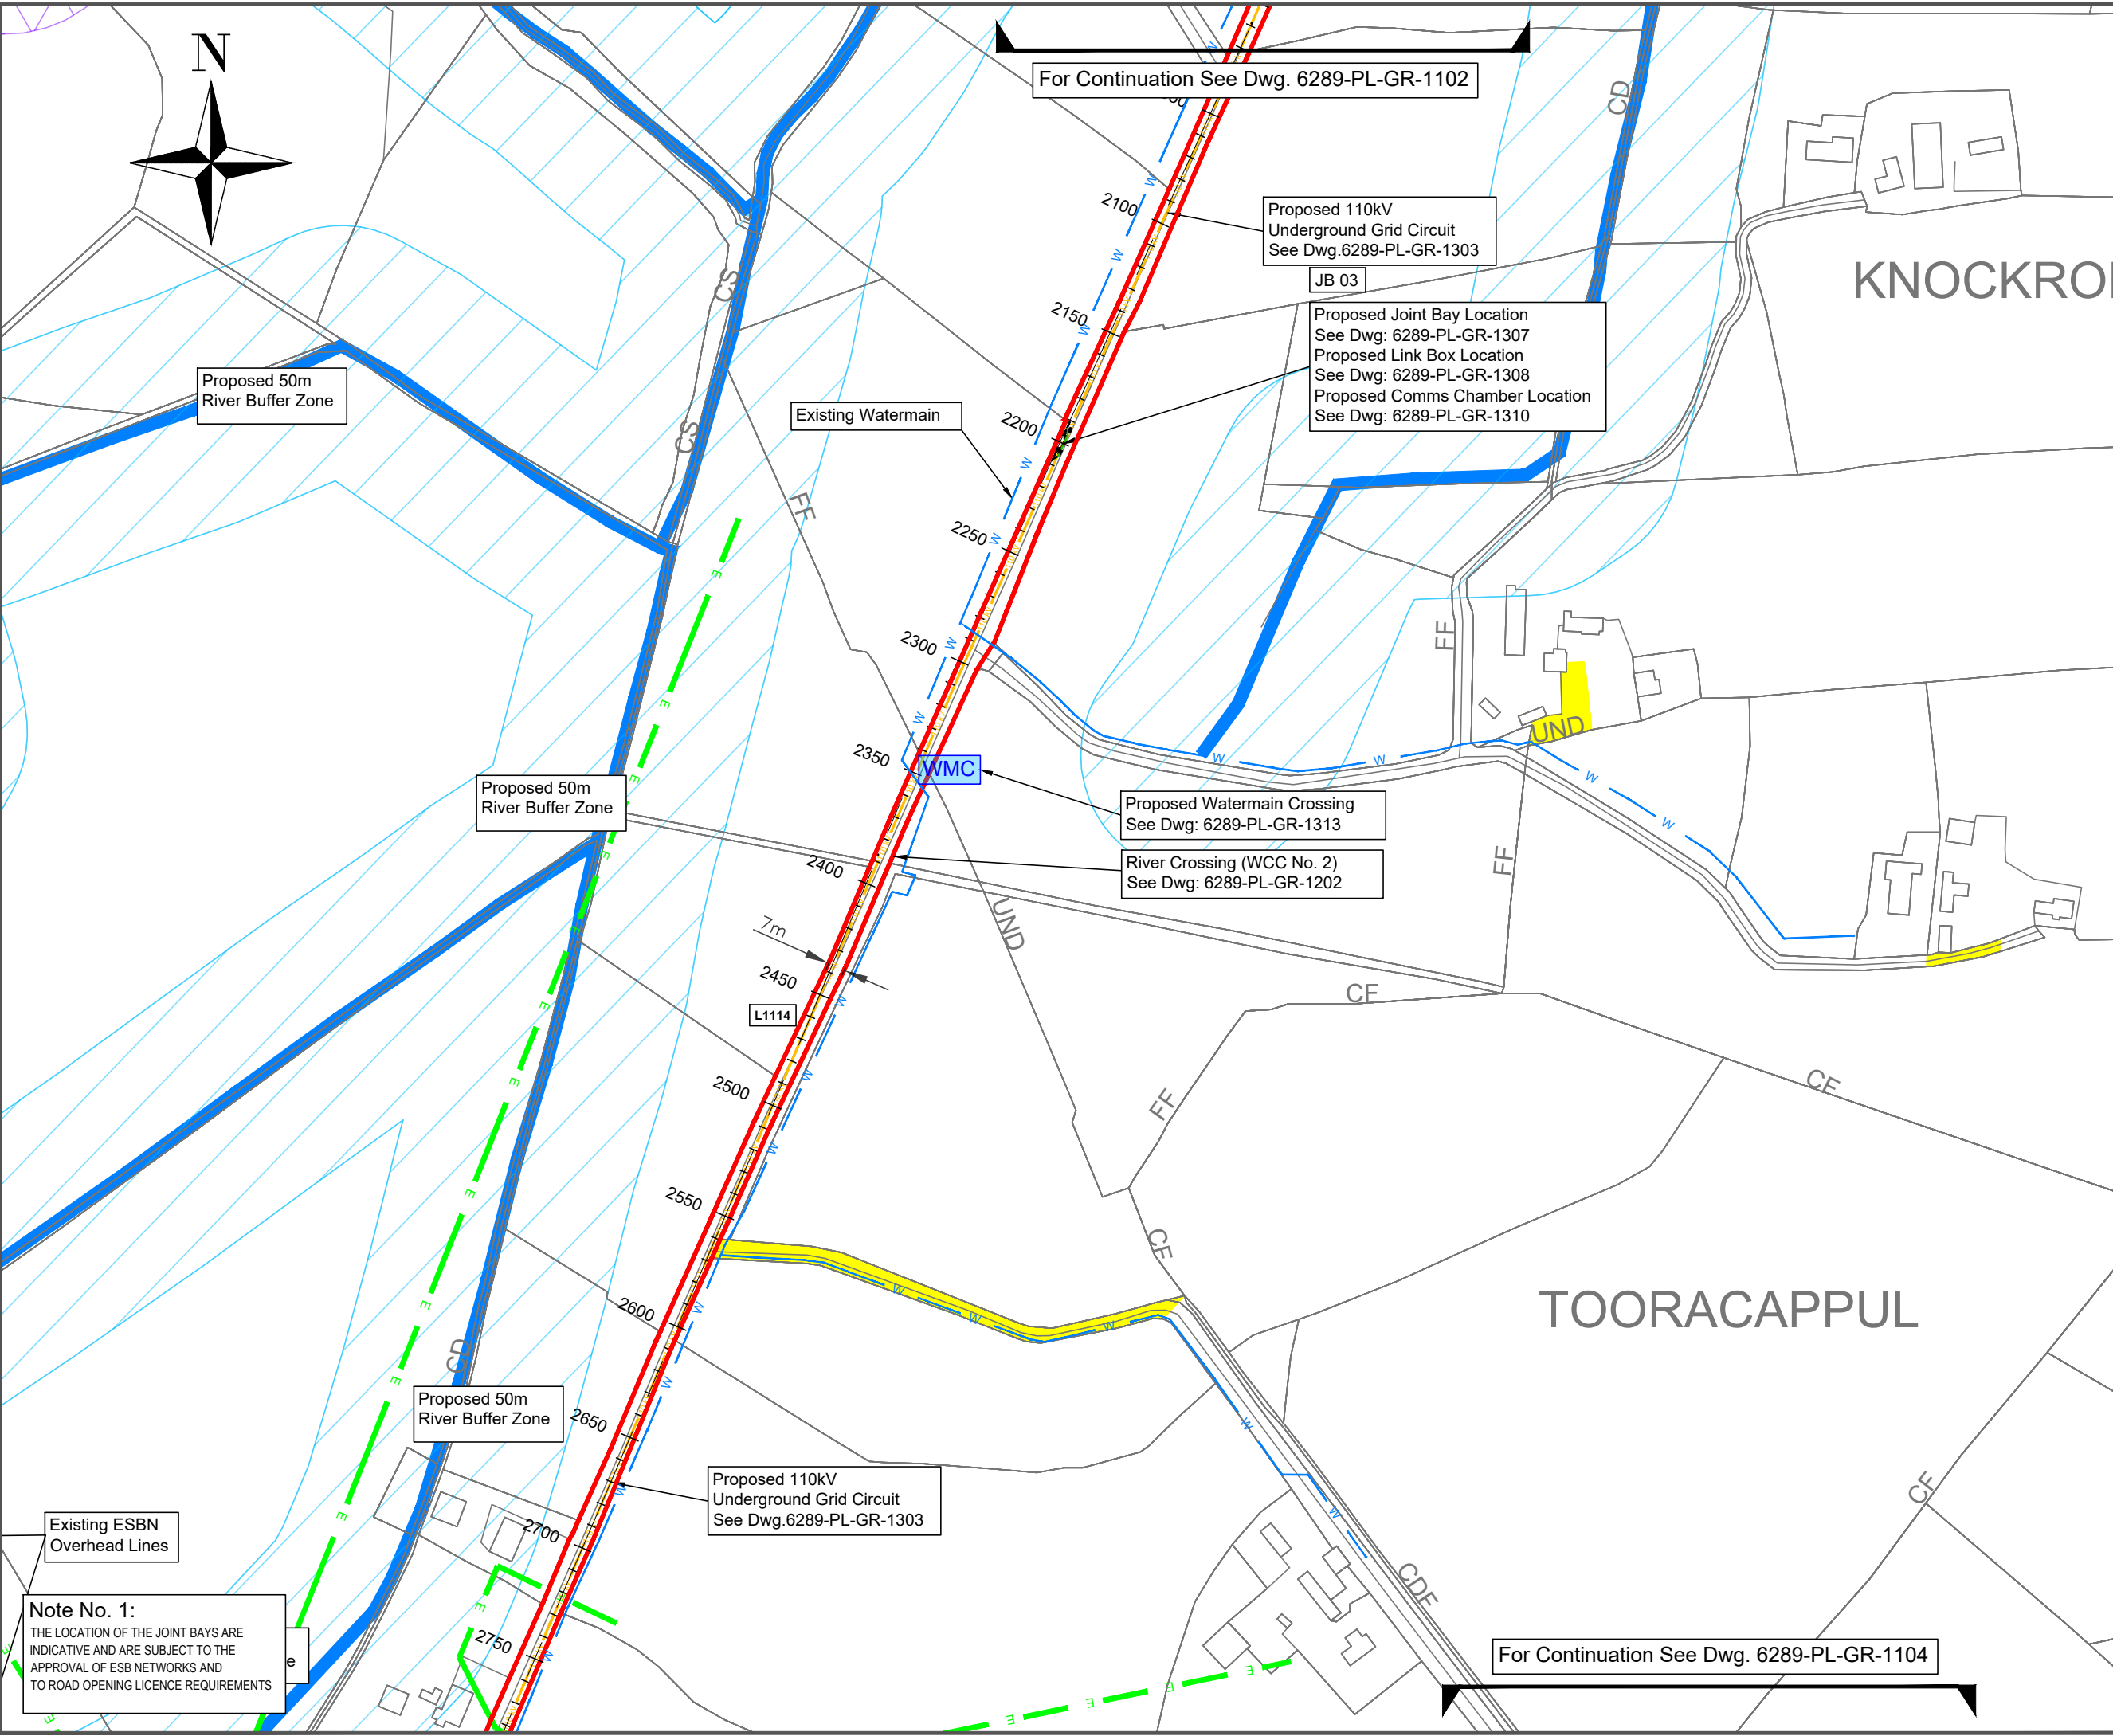 N
For Continuation See Dwg. 6289-PL-GR-1102
CD
2100
Proposed 110kV
Underground Grid Circuit
See Dwg.6289-PL-GR-1303
KNOCKRO
JB 03
CS
2150
Proposed Joint Bay Location
See Dwg: 6289-PL-GR-1307
Proposed Link Box Location
See Dwg: 6289-PL-GR-1308
Proposed Comms Chamber Location
See Dwg: 6289-PL-GR-1310
Proposed 50m
River Buffer Zone
Existing Watermain
2200
CS
FF
2250
2300
FF
UND
2350
WMC
Proposed 50m
River Buffer Zone
Proposed Watermain Crossing
See Dwg: 6289-PL-GR-1313
River Crossing (WCC No. 2)
See Dwg: 6289-PL-GR-1202
2400
FF
7m
UND
2450
CF
L1114
2500
FF
CF
2550
CF
2600
TOORACAPPUL
CD
Proposed 50m
River Buffer Zone
2650
Proposed 110kV
Underground Grid Circuit
See Dwg.6289-PL-GR-1303
CF
2700
Existing ESBN
Overhead Lines
CDF
Note No. 1:
THE LOCATION OF THE JOINT BAYS ARE
INDICATIVE AND ARE SUBJECT TO THE
APPROVAL OF ESB NETWORKS AND
TO ROAD OPENING LICENCE REQUIREMENTS
e
2750
For Continuation See Dwg. 6289-PL-GR-1104